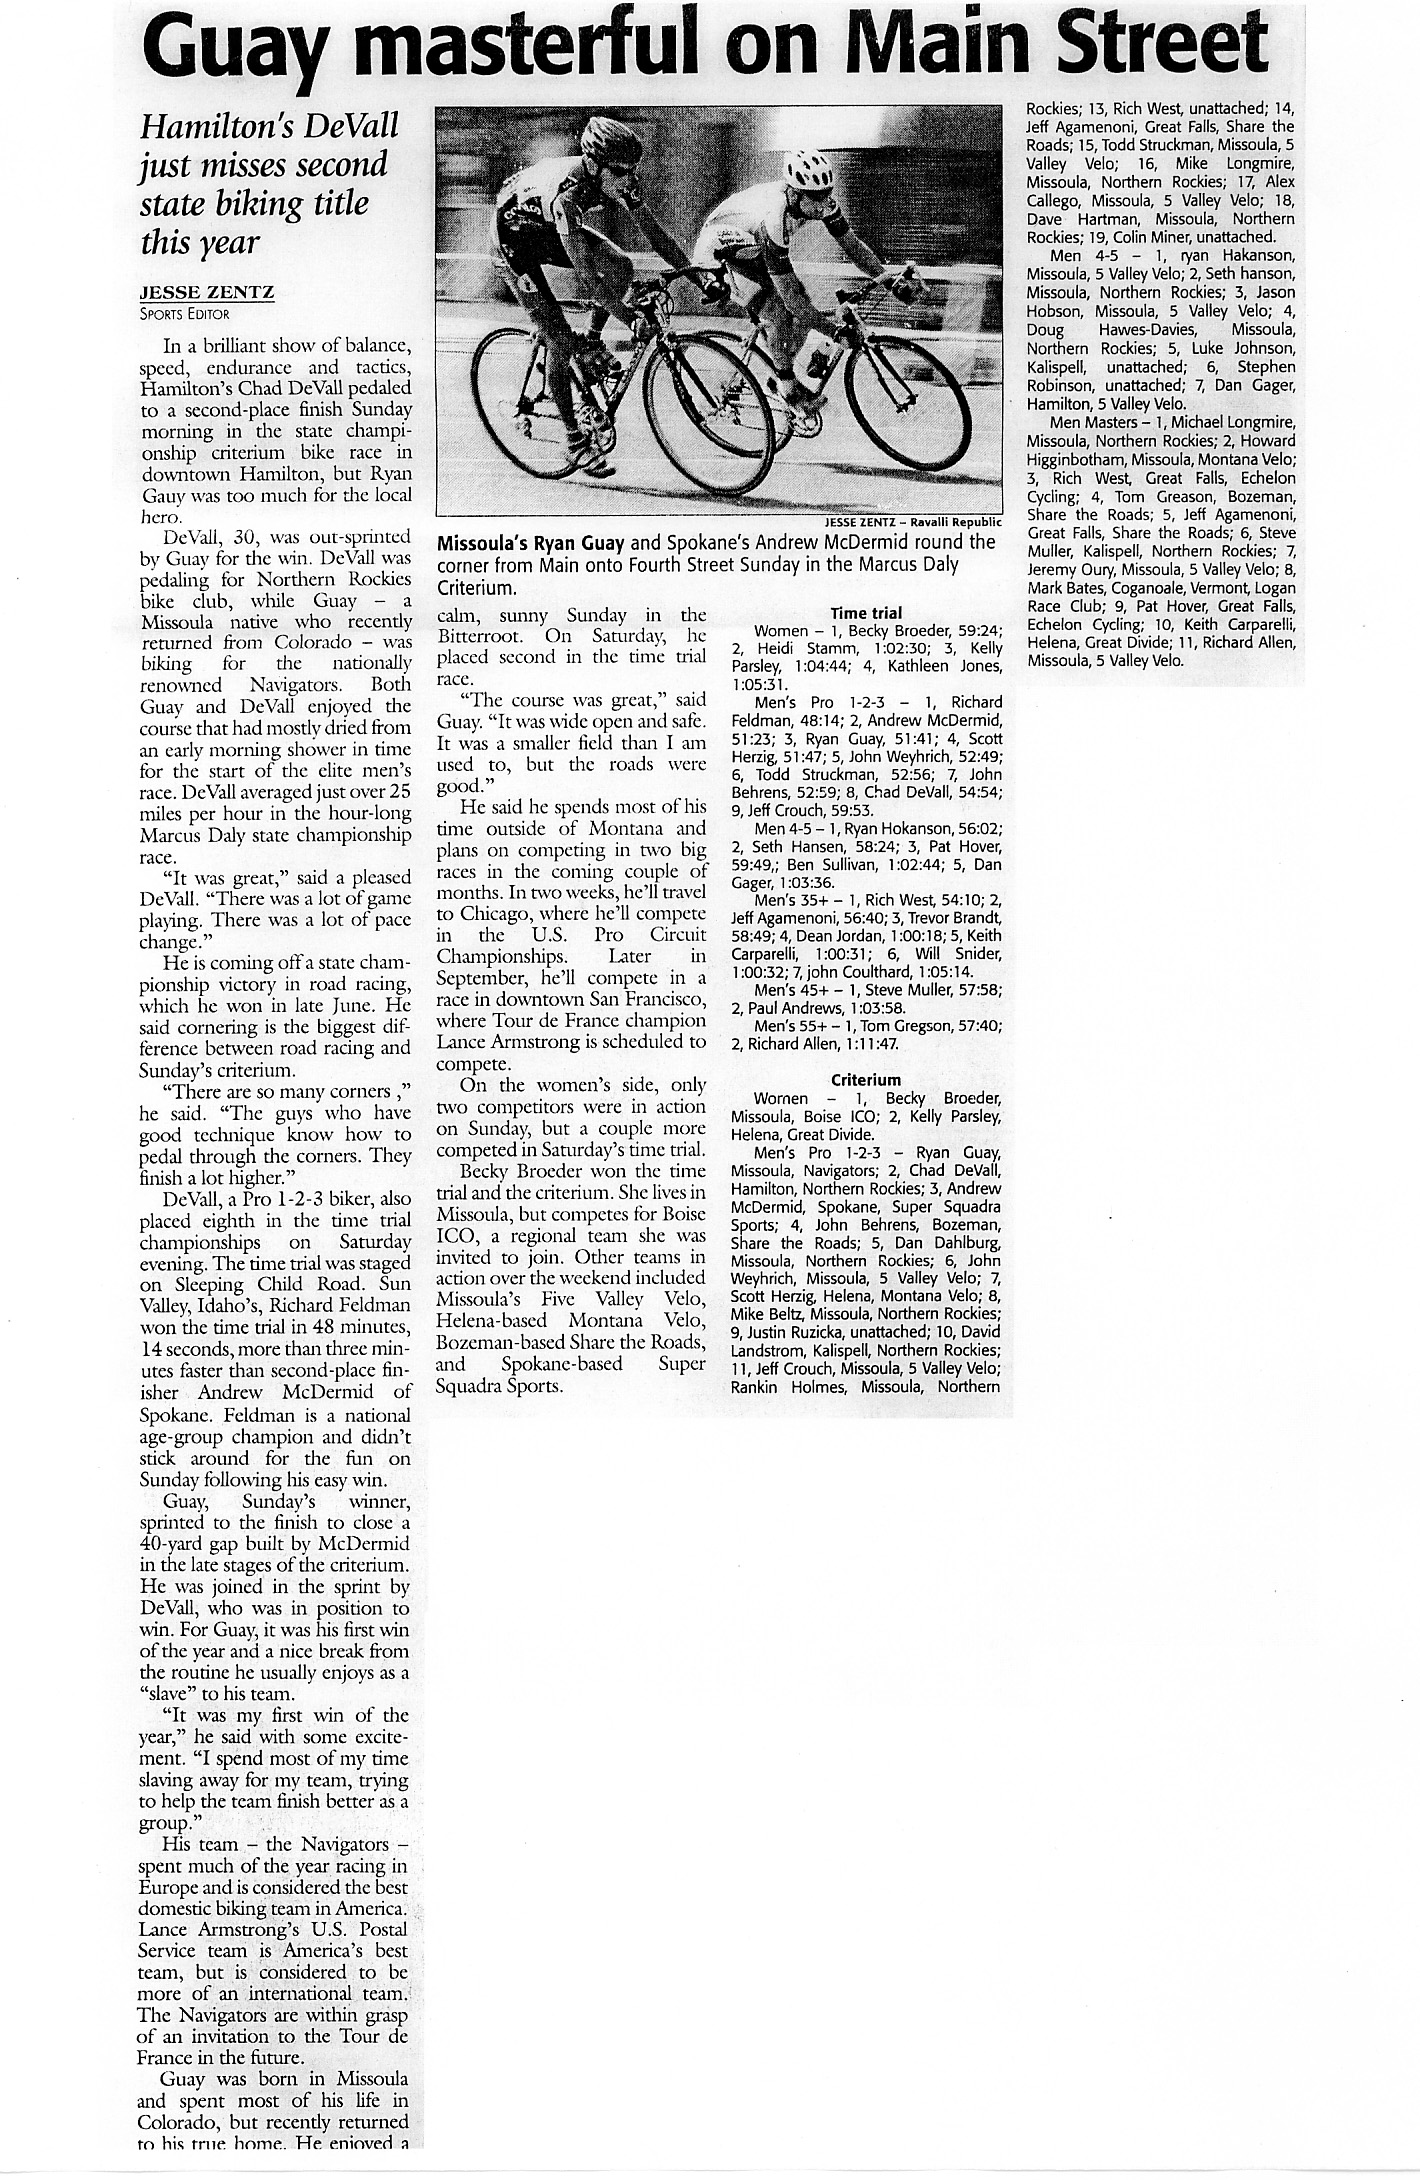 Guay masterful on Main Street
Hamilton's DeVall
just misses second
state biking title
this year
JESSE ZENTZ
SPORTS EDITOR
In a brilliant show of balance,
speed, endurance and tactics,
Hamilton's Chad DeVall pedaled
to a second-place finish Sunday
morning in the state champi-
onship criterium bike race in
downtown Hamilton, but Ryan
Gauy was too much for the local
hero.
DeVall, 30, was out-sprinted
by Guay for the win. DeVall was
pedaling for Northern Rockies
bike club, while Guay – a
Missoula native who recently
returned from Colorado – was
biking for the nationally
renowned Navigators. Both
Guay and DeVall enjoyed the
course that had mostly dried from
an early morning shower in time
for the start of the elite men's
race. DeVall averaged just over 25
miles per hour in the hour-long
Marcus Daly state championship
race.
“It was great,” said a pleased
DeVall. “There was a lot of game
playing. There was a lot of pace
change.”
He is coming off a state cham-
pionship victory in road racing,
which he won in late June. He
said cornering is the biggest dif-
ference between road racing and
Sunday's criterium.
“There are so many corners ,”
he said. “The guys who have
good technique know how to
pedal through the corners. They
finish a lot higher.”
DeVall, a Pro 1-2-3 biker, also
placed eighth in the time trial
championships on Saturday
evening. The time trial was staged
on Sleeping Child Road. Sun
Valley, Idaho's, Richard Feldman
won the time trial in 48 minutes,
14 seconds, more than three min-
utes faster than second-place fin-
isher Andrew McDermid of
Spokane. Feldman is a national
age-group champion and didn't
stick around for the fun on
Sunday following his easy win.
Guay, Sunday's winner,
sprinted to the finish to close a
40-yard gap built by McDermid
in the late stages of the criterium.
He was joined in the sprint by
DeVall, who was in position to
win. For Guay, it was his first win
of the year and a nice break from
the routine he usually enjoys as a
“slave” to his team.
“It was my first win of the
year,” he said with some excite-
ment. “I spend most of my time
slaving away for my team, trying
to help the team finish better as a
group.”
His team – the Navigators –
spent much of the year racing in
Europe and is considered the best
domestic biking team in America.
Lance Armstrong's U.S. Postal
Service team is America's best
team, but is considered to be
more of an international team.
The Navigators are within grasp
of an invitation to the Tour de
France in the future.
Guay was born in Missoula
and spent most of his life in
Colorado, but recently returned
to his true home. He enjoyed a
JESSE ZENTZ – Ravalli Republic
Missoula's Ryan Guay and Spokane's Andrew McDermid round the
corner from Main onto Fourth Street Sunday in the Marcus Daly
Criterium.
calm, sunny Sunday in the
Bitterroot. On Saturday, he
placed second in the time trial
race.
“The course was great,” said
Guay. “It was wide open and safe.
It was a smaller field than I am
used to, but the roads were
good.”
He said he spends most of his
time outside of Montana and
plans on competing in two big
races in the coming couple of
months. In two weeks, he'll travel
to Chicago, where he'll compete
in the U.S. Pro Circuit
Championships. Later in
September, he'll compete in a
race in downtown San Francisco,
where Tour de France champion
Lance Armstrong is scheduled to
compete.
On the women's side, only
two competitors were in action
on Sunday, but a couple more
competed in Saturday's time trial.
Becky Broeder won the time
trial and the criterium. She lives in
Missoula, but competes for Boise
ICO, a regional team she was
invited to join. Other teams in
action over the weekend included
Missoula's Five Valley Velo,
Helena-based Montana Velo,
Bozeman-based Share the Roads,
and Spokane-based Super
Squadra Sports.
Time trial
Women – 1, Becky Broeder, 59:24;
2, Heidi Stamm, 1:02:30; 3, Kelly
Parsley, 1:04:44; 4, Kathleen Jones,
1:05:31.
Men's Pro 1-2-3 – 1, Richard
Feldman, 48:14; 2, Andrew McDermid,
51:23; 3, Ryan Guay, 51:41; 4, Scott
Herzig, 51:47; 5, John Weyhrich, 52:49;
6, Todd Struckman, 52:56; 7, John
Behrens, 52:59; 8, Chad DeVall, 54:54;
9, Jeff Crouch, 59:53.
Men 4-5 – 1, Ryan Hokanson, 56:02;
2, Seth Hansen, 58:24; 3, Pat Hover,
59:49,; Ben Sullivan, 1:02:44; 5, Dan
Gager, 1:03:36.
Men's 35+ – 1, Rich West, 54:10; 2,
Jeff Agamenoni, 56:40; 3, Trevor Brandt,
58:49; 4, Dean Jordan, 1:00:18; 5, Keith
Carparelli, 1:00:31; 6, Will Snider,
1:00:32; 7, john Coulthard, 1:05:14.
Men's 45+ – 1, Steve Muller, 57:58;
2, Paul Andrews, 1:03:58.
Men's 55+ – 1, Tom Gregson, 57:40;
2, Richard Allen, 1:11:47.
Criterium
Women – 1, Becky Broeder,
Missoula, Boise ICO; 2, Kelly Parsley,
Helena, Great Divide.
Men's Pro 1-2-3 – Ryan Guay,
Missoula, Navigators; 2, Chad DeVall,
Hamilton, Northern Rockies; 3, Andrew
McDermid, Spokane, Super Squadra
Sports; 4, John Behrens, Bozeman,
Share the Roads; 5, Dan Dahlburg,
Missoula, Northern Rockies; 6, John
Weyhrich, Missoula, 5 Valley Velo; 7,
Scott Herzig, Helena, Montana Velo; 8,
Mike Beltz, Missoula, Northern Rockies;
9, Justin Ruzicka, unattached; 10, David
Landstrom, Kalispell, Northern Rockies;
11, Jeff Crouch, Missoula, 5 Valley Velo;
Rankin Holmes, Missoula, Northern
Rockies; 13, Rich West, unattached; 14,
Jeff Agamenoni, Great Falls, Share the
Roads; 15, Todd Struckman, Missoula, 5
Valley Velo; 16, Mike Longmire,
Missoula, Northern Rockies; 17, Alex
Callego, Missoula, 5 Valley Velo; 18,
Dave Hartman, Missoula, Northern
Rockies; 19, Colin Miner, unattached.
Men 4-5 – 1, ryan Hakanson,
Missoula, 5 Valley Velo; 2, Seth hanson,
Missoula, Northern Rockies; 3, Jason
Hobson, Missoula, 5 Valley Velo; 4,
Doug Hawes-Davies, Missoula,
Northern Rockies; 5, Luke Johnson,
Kalispell, unattached; 6, Stephen
Robinson, unattached; 7, Dan Gager,
Hamilton, 5 Valley Velo.
Men Masters – 1, Michael Longmire,
Missoula, Northern Rockies; 2, Howard
Higginbotham, Missoula, Montana Velo;
3, Rich West, Great Falls, Echelon
Cycling; 4, Tom Greason, Bozeman,
Share the Roads; 5, Jeff Agamenoni,
Great Falls, Share the Roads; 6, Steve
Muller, Kalispell, Northern Rockies; 7,
Jeremy Oury, Missoula, 5 Valley Velo; 8,
Mark Bates, Coganoale, Vermont, Logan
Race Club; 9, Pat Hover, Great Falls,
Echelon Cycling; 10, Keith Carparelli,
Helena, Great Divide; 11, Richard Allen,
Missoula, 5 Valley Velo.